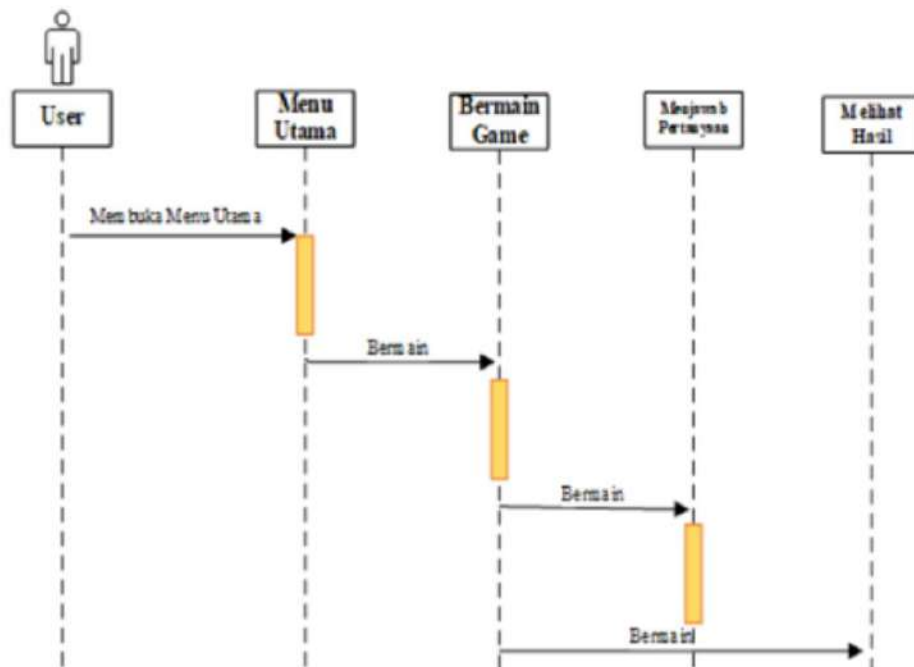 User
Menu
Utama
Bermain
Game
Menjawab
Pertanyaan
Melihat
Hasil
Membuka Menu Utama
Bermain
Bermain
Bermain